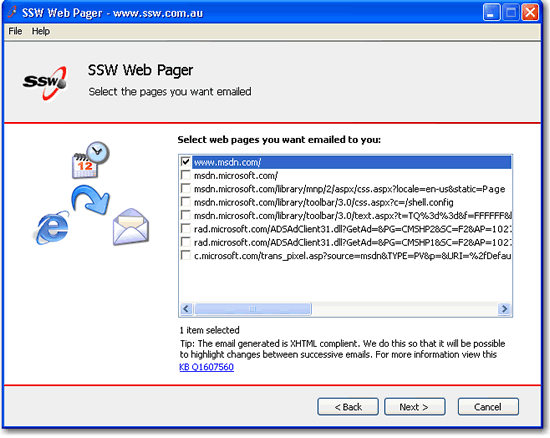 SSW Web Pager - www.ssw.com.au
File Help
SSW
SSW Web Pager
Select the pages you want emailed
12
Select web pages you want emailed to you:
www.msdn.com/
msdn.microsoft.com/
msdn.microsoft.com/library/mnp/2/aspx/css.aspx?locale=en-us&static=Page
msdn.microsoft.com/library/toolbar/3.0/css.aspx?c=/shell.config
msdn.microsoft.com/library/toolbar/3.0/text.aspx?t=TQ%3d%3d&f=FFFFFF&
rad.microsoft.com/ADSAdClient31.dll?GetAd=&PG=CMSHP2&SC=F2&AP=102
rad.microsoft.com/ADSAdClient31.dll?GetAd=&PG=CMSHP1&SC=F2&AP=102
c.microsoft.com/trans_pixel.asp?source=msdn&TYPE=PV&p=&URI=%2fDefau
1 item selected
Tip: The email generated is XHTML complient. We do this so that it will be possible
to highlight changes between successive emails. For more information view this
KB Q1607560
< Back Next > Cancel